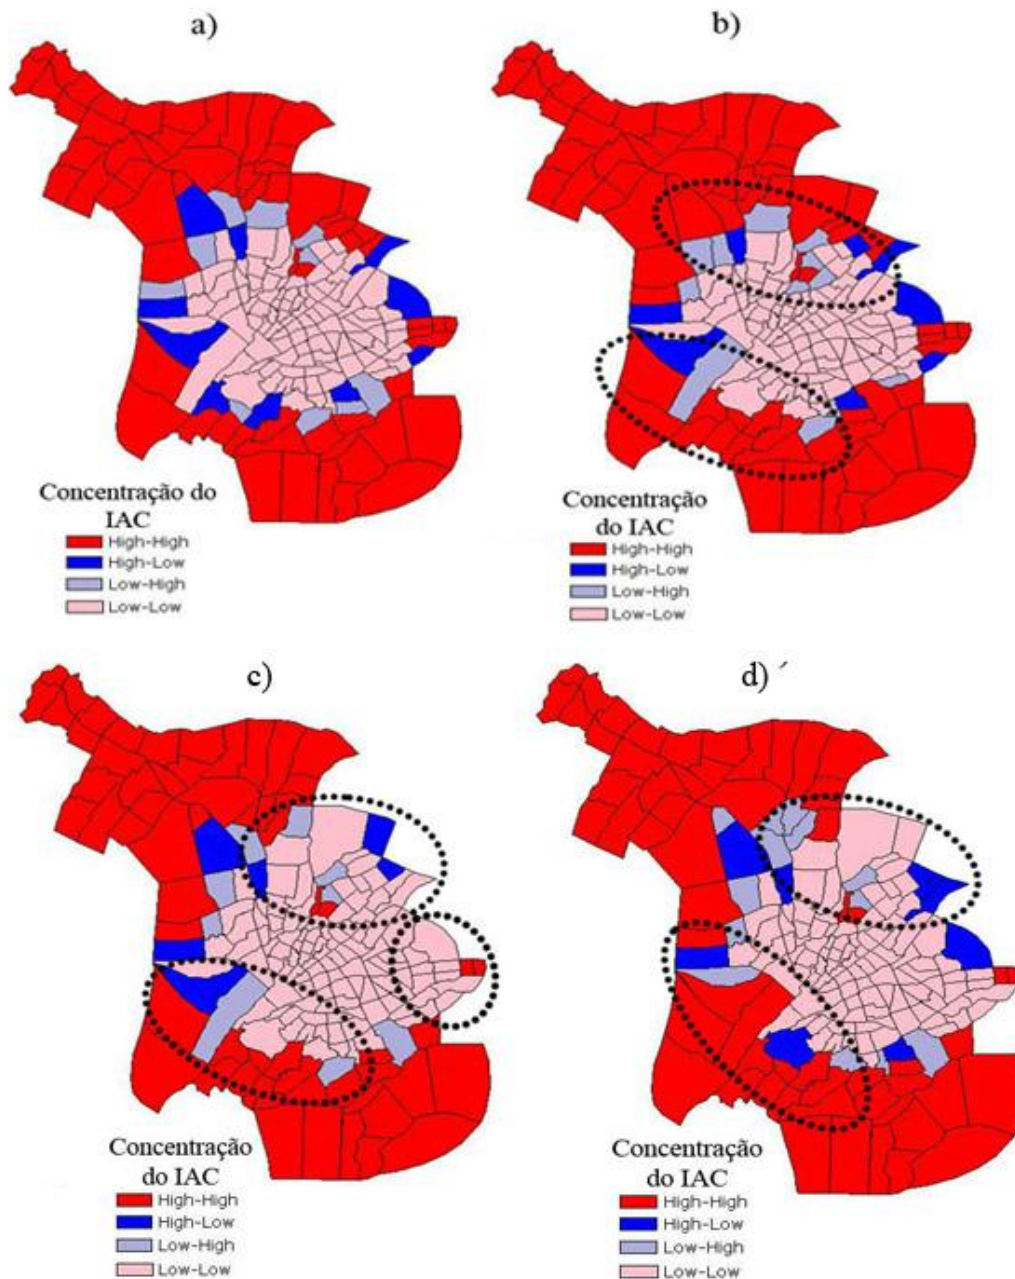 a)
b)
Concentração do
IAC
High-High
High-Low
Low-High
Low-Low
Concentração
do IAC
High-High
High-Low
Low-High
Low-Low
c)
d) ´
Concentração
do IAC
High-High
High-Low
Low-High
Low-Low
Concentração
do IAC
High-High
High-Low
Low-High
Low-Low